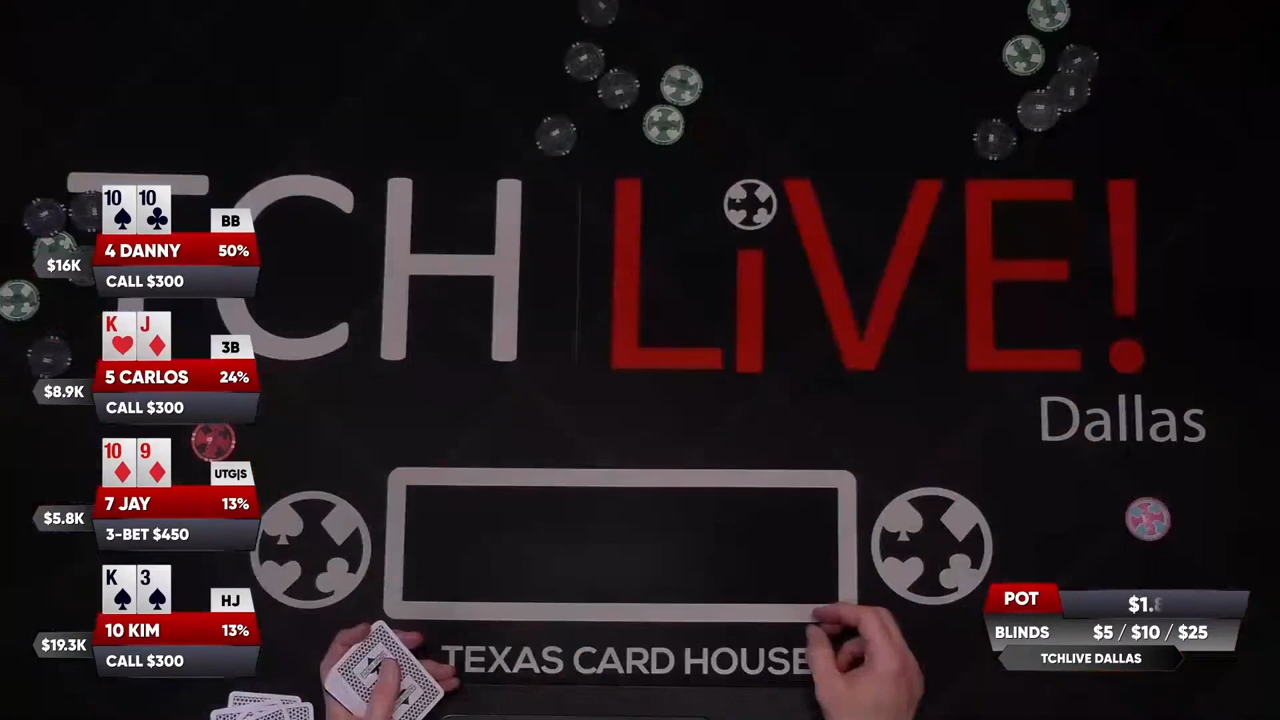 TCH LiVE!
Dallas
10 10
BB
4 DANNY 50%
$16K
CALL $300
K J
3B
5 CARLOS 24%
$8.9K
CALL $300
10 9
UTG|S
7 JAY 13%
$5.8K
3-BET $450
K 3
HJ
10 KIM 13%
$19.3K
CALL $300
TEXAS CARD HOUSE
POT $1.8
BLINDS $5 / $10 / $25
TCHLIVE DALLAS